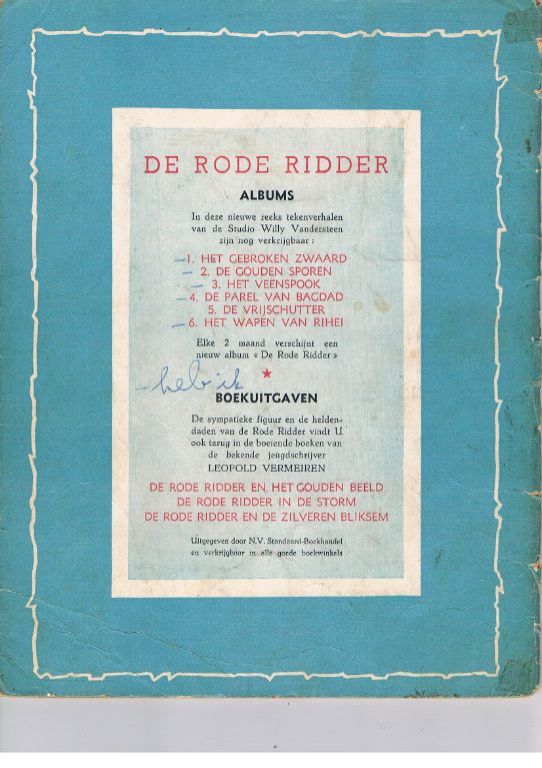 DE RODE RIDDER
ALBUMS
In deze nieuwe reeks tekenverhalen
van de Studio Willy Vandersteen
zijn nog verkrijgbaar :
1. HET GEBROKEN ZWAARD
2. DE GOUDEN SPOREN
3. HET VEENSPOOK
4. DE PAREL VAN BAGDAD
5. DE VRIJSCHUTTER
6. HET WAPEN VAN RIHEI
Elke 2 maand verschijnt een
nieuw album « De Rode Ridder »
- heb ik
BOEKUITGAVEN
De sympatieke figuur en de helden-
daden van de Rode Ridder vindt U
ook terug in de boeiende boeken van
de bekende jeugdschrijver
LEOPOLD VERMEIREN
DE RODE RIDDER EN HET GOUDEN BEELD
DE RODE RIDDER IN DE STORM
DE RODE RIDDER EN DE ZILVEREN BLIKSEM
Uitgegeven door N.V. Standaard-Boekhandel
en verkrijgbaar in alle goede boekwinkels